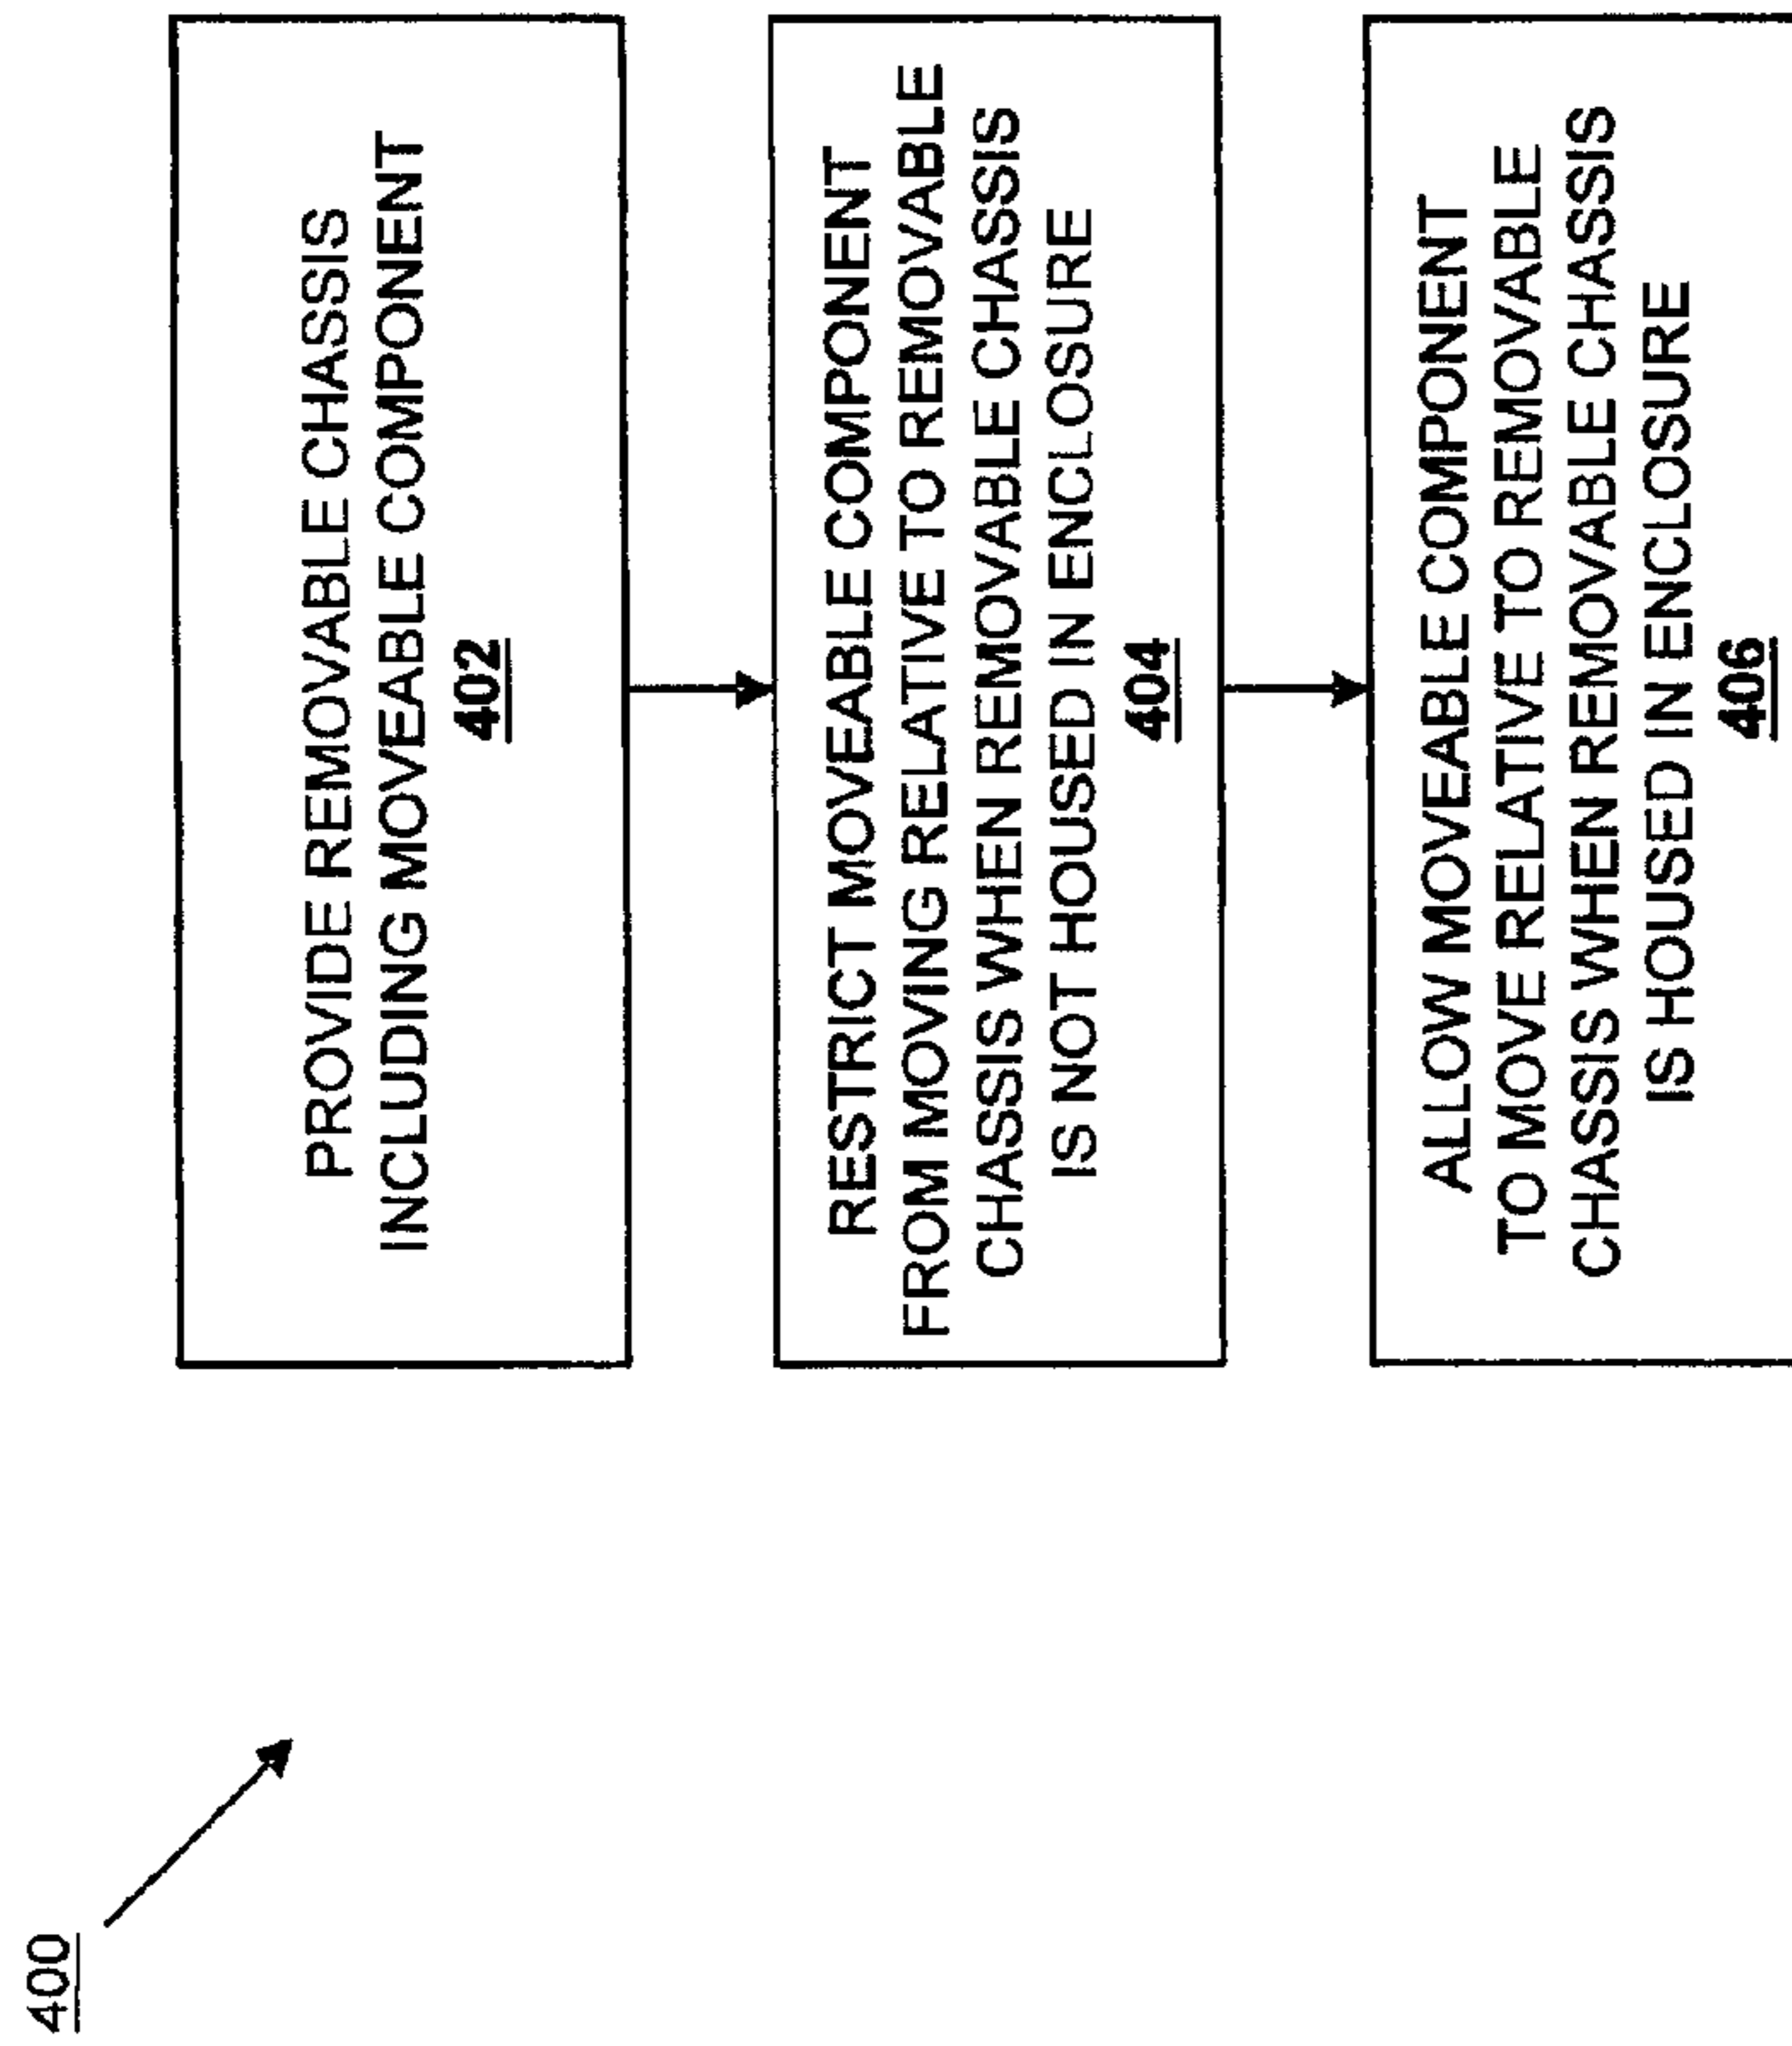 400
PROVIDE REMOVABLE CHASSIS
INCLUDING MOVEABLE COMPONENT
402
RESTRICT MOVEABLE COMPONENT
FROM MOVING RELATIVE TO REMOVABLE
CHASSIS WHEN REMOVABLE CHASSIS
IS NOT HOUSED IN ENCLOSURE
404
ALLOW MOVEABLE COMPONENT
TO MOVE RELATIVE TO REMOVABLE
CHASSIS WHEN REMOVABLE CHASSIS
IS HOUSED IN ENCLOSURE
406